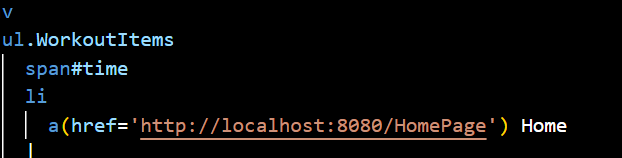 v
ul.WorkoutItems
span#time
li
a(href='http://localhost:8080/HomePage') Home